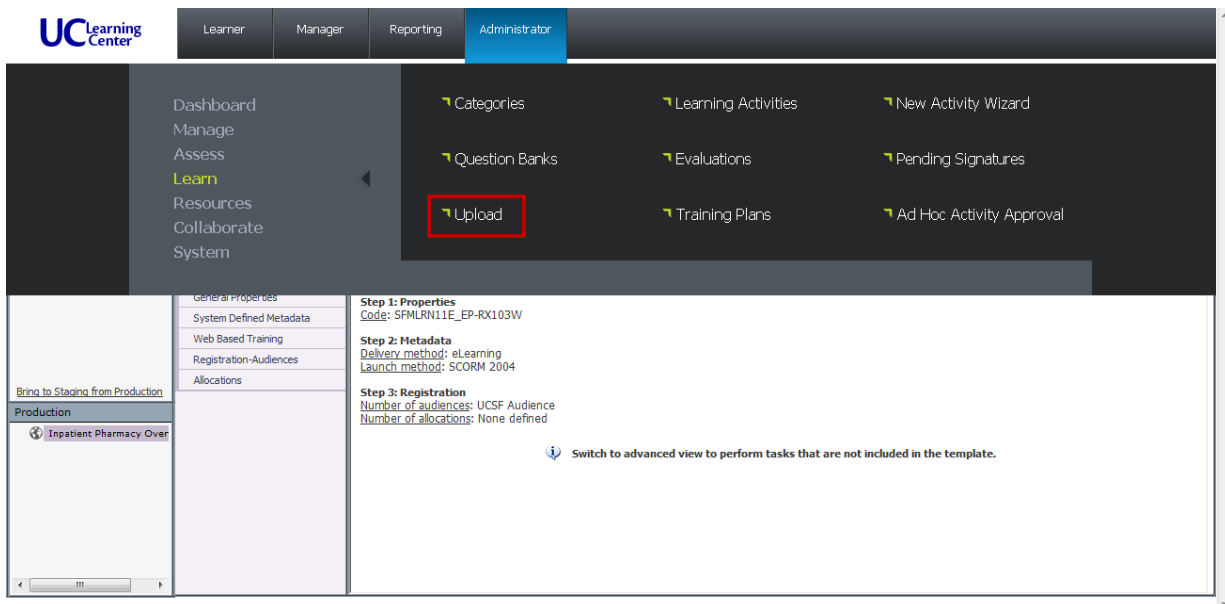 UC Learning Center
Learner Manager Reporting Administrator
Dashboard
Manage
Assess
Learn
Resources
Collaborate
System
Categories Learning Activities New Activity Wizard
Question Banks Evaluations Pending Signatures
Upload Training Plans Ad Hoc Activity Approval
Bring to Staging from Production
Production
Inpatient Pharmacy Over
General Properties
System Defined Metadata
Web Based Training
Registration-Audiences
Allocations
Step 1: Properties
Code: SFMLRN11E_EP-RX103W
Step 2: Metadata
Delivery method: eLearning
Launch method: SCORM 2004
Step 3: Registration
Number of audiences: UCSF Audience
Number of allocations: None defined
Switch to advanced view to perform tasks that are not included in the template.